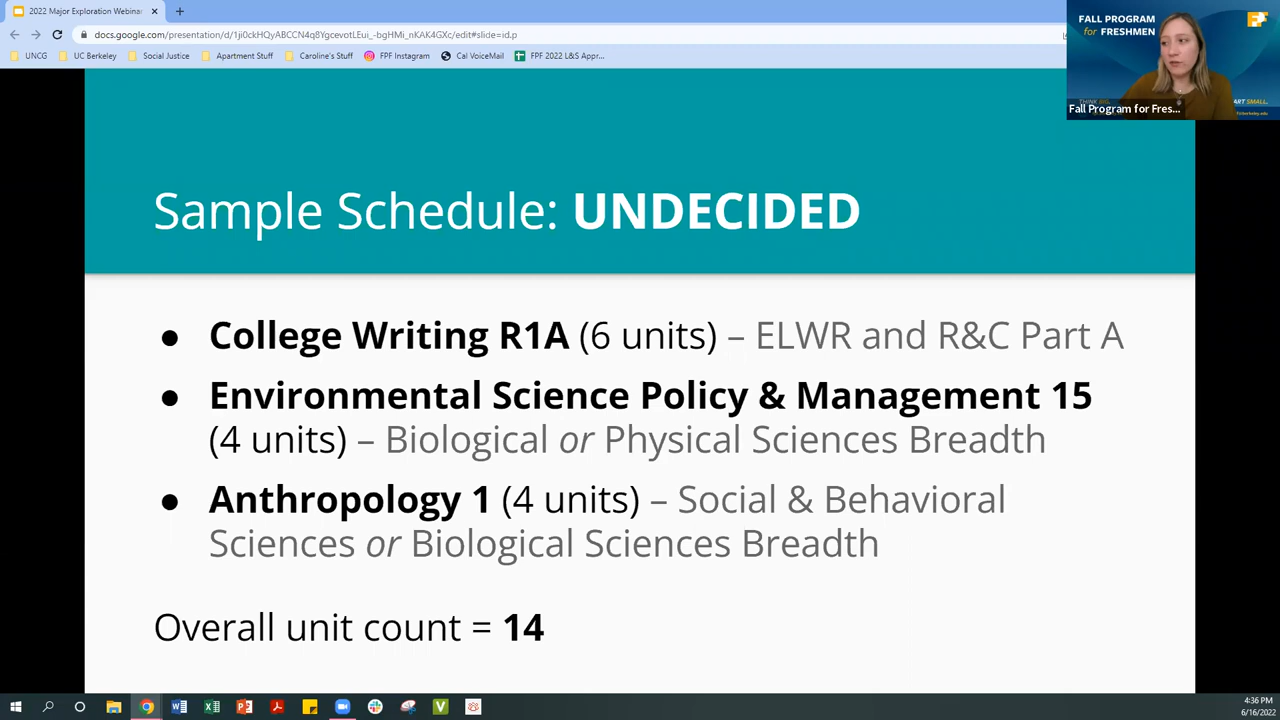 2022 Major Exploration Webinar
docs.google.com/presentation/d/1ji0ckHQyABCCN4q8YgcevotLEui_-bgHMi_nKAK4GXc/edit#slide=id.p
UNCG UC Berkeley Social Justice Apartment Stuff Caroline's Stuff FPF Instagram Cal VoiceMail FPF 2022 L&S Appr...
FALL PROGRAM
for FRESHMEN
ART SMALL.
Fall Program for Fres...
Sample Schedule: UNDECIDED
● College Writing R1A (6 units) – ELWR and R&C Part A
● Environmental Science Policy & Management 15
(4 units) – Biological or Physical Sciences Breadth
● Anthropology 1 (4 units) – Social & Behavioral
Sciences or Biological Sciences Breadth
Overall unit count = 14
4:36 PM
6/16/2022